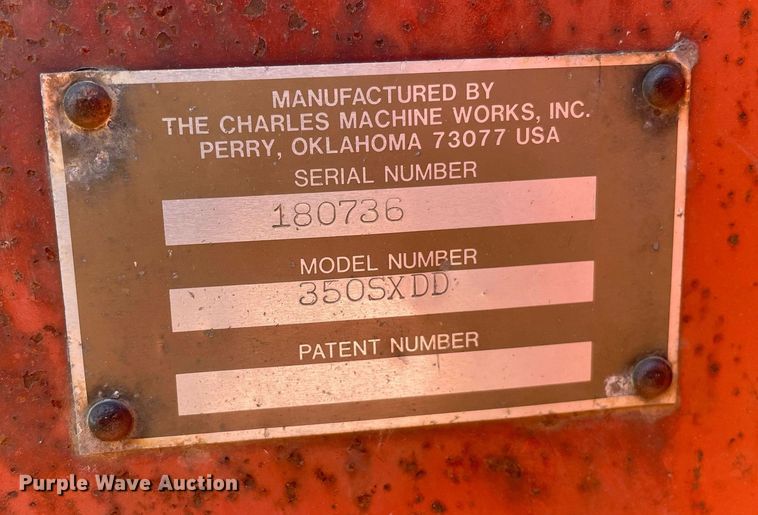 MANUFACTURED BY
THE CHARLES MACHINE WORKS, INC.
PERRY, OKLAHOMA 73077 USA
SERIAL NUMBER
180736
MODEL NUMBER
350SXDD
PATENT NUMBER
Purple Wave Auction